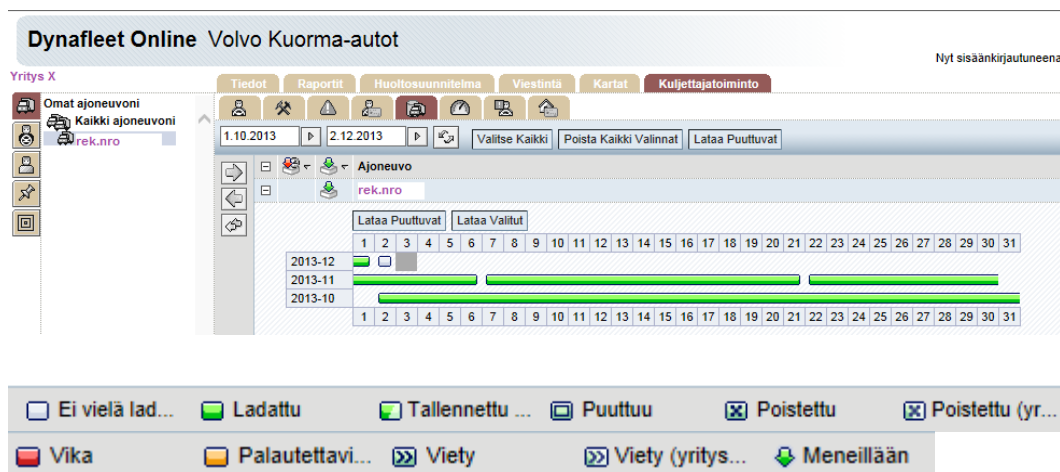 Dynafleet Online Volvo Kuorma-autot
Nyt sisäänkirjautuneena
Yritys X
Tiedot Raportit Huoltosuunnitelma Viestintä Kartat Kuljettajatoiminto
Omat ajoneuvoni
Kaikki ajoneuvoni
rek.nro
1.10.2013 2.12.2013 Valitse Kaikki Poista Kaikki Valinnat Lataa Puuttuvat
Ajoneuvo
rek.nro
Lataa Puuttuvat Lataa Valitut
1 2 3 4 5 6 7 8 9 10 11 12 13 14 15 16 17 18 19 20 21 22 23 24 25 26 27 28 29 30 31
2013-12
2013-11
2013-10
1 2 3 4 5 6 7 8 9 10 11 12 13 14 15 16 17 18 19 20 21 22 23 24 25 26 27 28 29 30 31
Ei vielä lad... Ladattu Tallennettu ... Puuttuu Poistettu Poistettu (yr...
Vika Palautettavi... Viety Viety (yritys... Meneillään